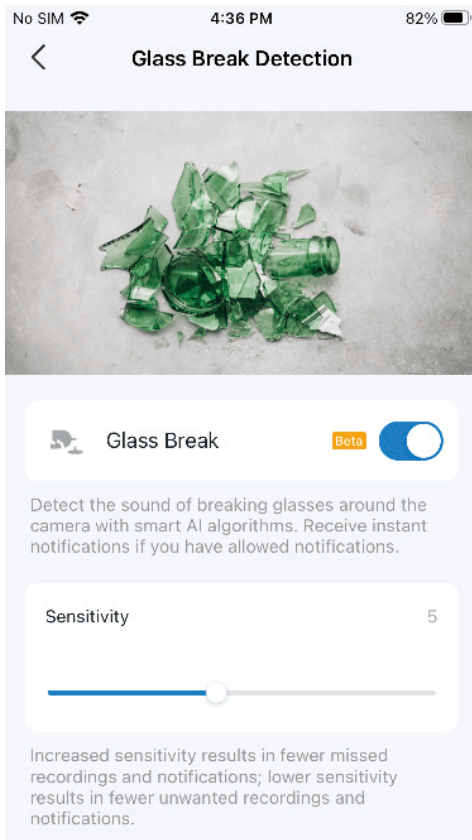 No SIM 4:36 PM 82%
Glass Break Detection
Glass Break Beta
Detect the sound of breaking glasses around the
camera with smart AI algorithms. Receive instant
notifications if you have allowed notifications.
Sensitivity 5
Increased sensitivity results in fewer missed
recordings and notifications; lower sensitivity
results in fewer unwanted recordings and
notifications.